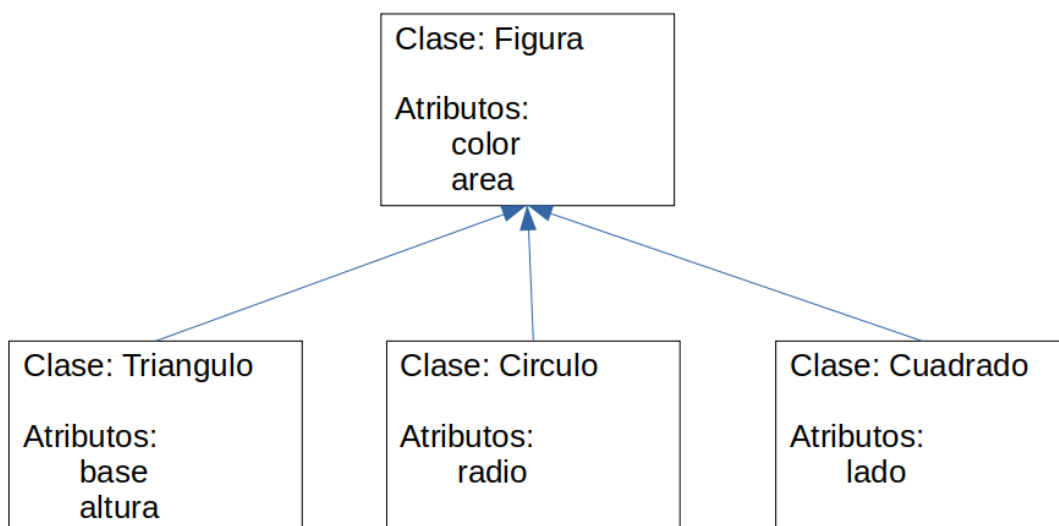 Clase: Figura
Atributos:
color
area
Clase: Triangulo
Atributos:
base
altura
Clase: Circulo
Atributos:
radio
Clase: Cuadrado
Atributos:
lado